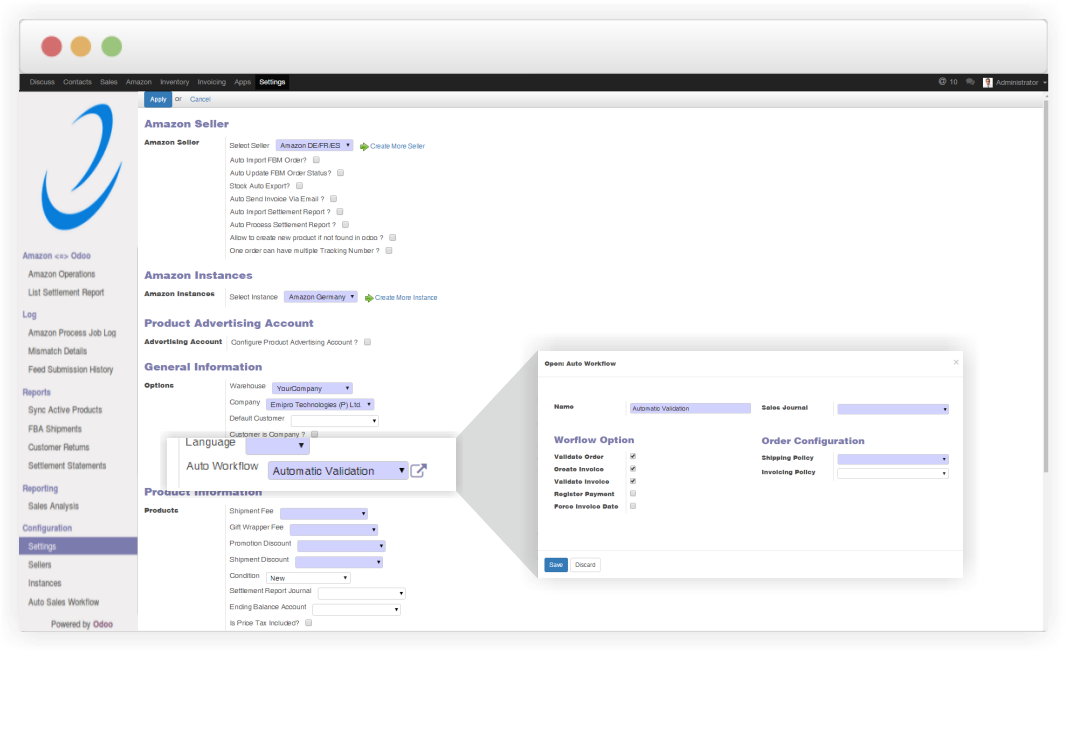 Discuss Contacts Sales Amazon Inventory Invoicing Apps Settings @ 10 Administrator
Apply or Cancel
Amazon Seller
Amazon Seller
Select Seller Amazon DE/FR/ES Create More Seller
Auto Import FBM Order?
Auto Update FBM Order Status?
Stock Auto Export?
Auto Send Invoice Via Email ?
Auto Import Settlement Report ?
Auto Process Settlement Report ?
Allow to create new product if not found in odoo ?
One order can have multiple Tracking Number ?
Amazon Instances
Amazon Instances Select Instance Amazon Germany Create More Instance
Product Advertising Account
Advertising Account Configure Product Advertising Account ?
General Information
Options
Warehouse YourCompany
Company Emipro Technologies (P) Ltd.
Default Customer
Customer is Company ?
Language
Auto Workflow Automatic Validation
Product Information
Products
Shipment Fee
Gift Wrapper Fee
Promotion Discount
Shipment Discount
Condition New
Settlement Report Journal
Ending Balance Account
Is Price Tax Included?
Amazon <=> Odoo
Amazon Operations
List Settlement Report
Log
Amazon Process Job Log
Mismatch Details
Feed Submission History
Reports
Sync Active Products
FBA Shipments
Customer Returns
Settlement Statements
Reporting
Sales Analysis
Configuration
Settings
Sellers
Instances
Auto Sales Workflow
Powered by Odoo
Open: Auto Workflow ×
Name Automatic Validation Sales Journal
Worflow Option
Validate Order
Create Invoice
Validate Invoice
Register Payment
Force Invoice Date
Order Configuration
Shipping Policy
Invoicing Policy
Save Discard